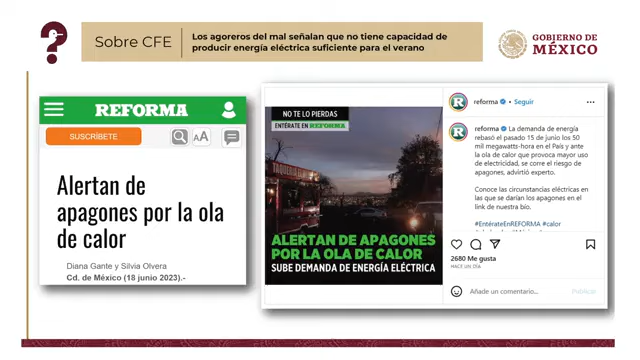 Sobre CFE
Los agoreros del mal señalan que no tiene capacidad de
producir energía eléctrica suficiente para el verano
GOBIERNO DE
MÉXICO
REFORMA
SUSCRÍBETE
AA
Alertan de
apagones por la ola
de calor
Diana Gante y Silvia Olvera
Cd. de México (18 junio 2023).-
NO TE LO PIERDAS
ENTÉRATE EN REFORMA
TAQUERIA
ALERTAN DE APAGONES
POR LA OLA DE CALOR
SUBE DEMANDA DE ENERGÍA ELÉCTRICA
R
reforma • Seguir
R
reforma La demanda de energía
rebasó el pasado 15 de junio los 50
mil megawatts-hora en el País y ante
la ola de calor que provoca mayor uso
de electricidad, se corre el riesgo de
apagones, advirtió experto.
Conoce las circunstancias eléctricas en
las que se darían los apagones en el
link de nuestra bio.
#EntérateEnREFORMA #calor
2680 Me gusta
HACE UN DÍA
Añade un comentario...
Publicar